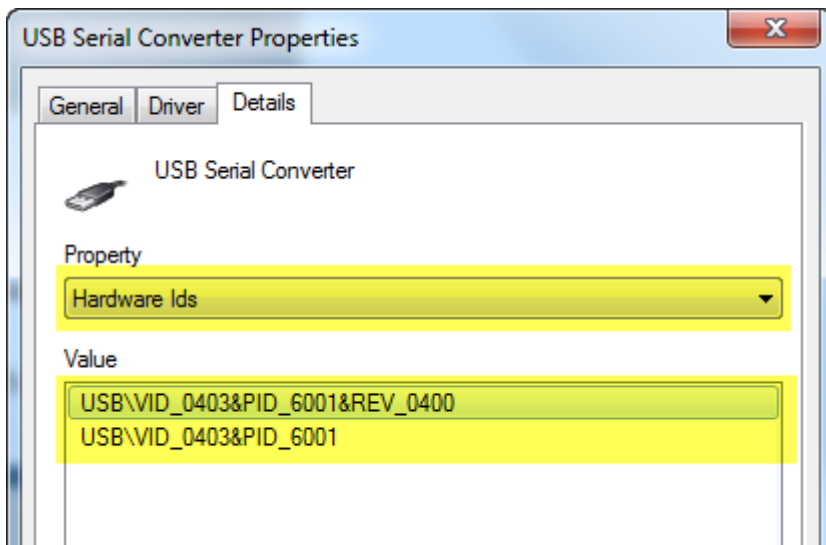 USB Serial Converter Properties
General Driver Details
USB Serial Converter
Property
Hardware Ids
Value
USB\VID_0403&PID_6001&REV_0400
USB\VID_0403&PID_6001